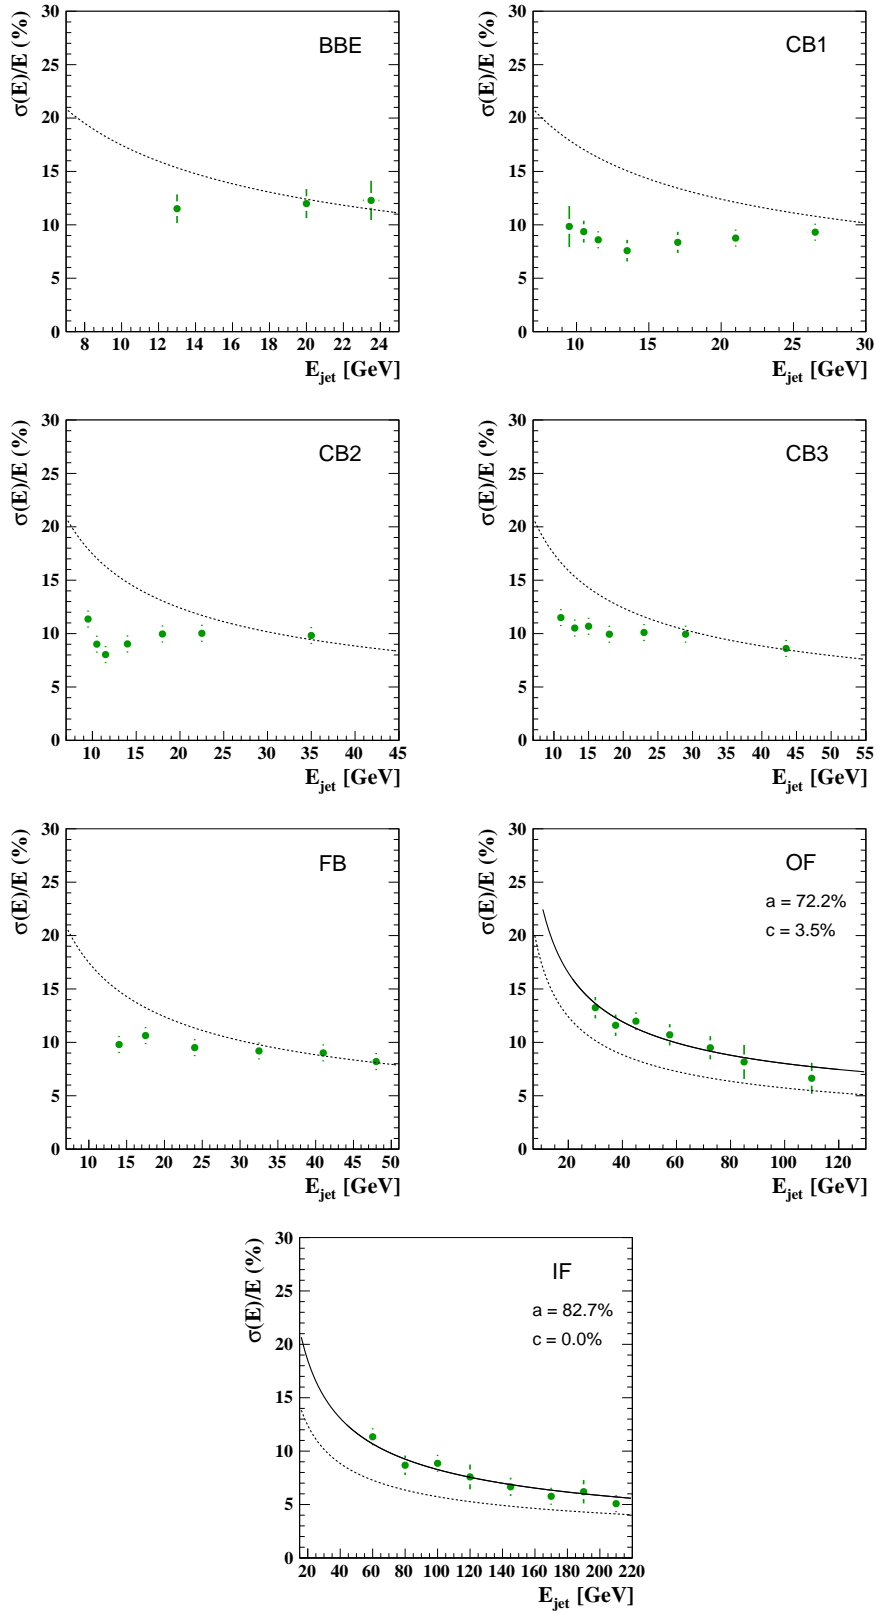 σ(E)/E (%)
30
25
20
15
10
5
0
BBE
8 10 12 14 16 18 20 22 24
E_jet [GeV]
σ(E)/E (%)
30
25
20
15
10
5
0
CB1
10 15 20 25 30
E_jet [GeV]
σ(E)/E (%)
30
25
20
15
10
5
0
CB2
10 15 20 25 30 35 40 45
E_jet [GeV]
σ(E)/E (%)
30
25
20
15
10
5
0
CB3
10 15 20 25 30 35 40 45 50 55
E_jet [GeV]
σ(E)/E (%)
30
25
20
15
10
5
0
FB
10 15 20 25 30 35 40 45 50
E_jet [GeV]
σ(E)/E (%)
30
25
20
15
10
5
0
OF
a = 72.2%
c = 3.5%
20 40 60 80 100 120
E_jet [GeV]
σ(E)/E (%)
30
25
20
15
10
5
0
IF
a = 82.7%
c = 0.0%
20 40 60 80 100 120 140 160 180 200 220
E_jet [GeV]